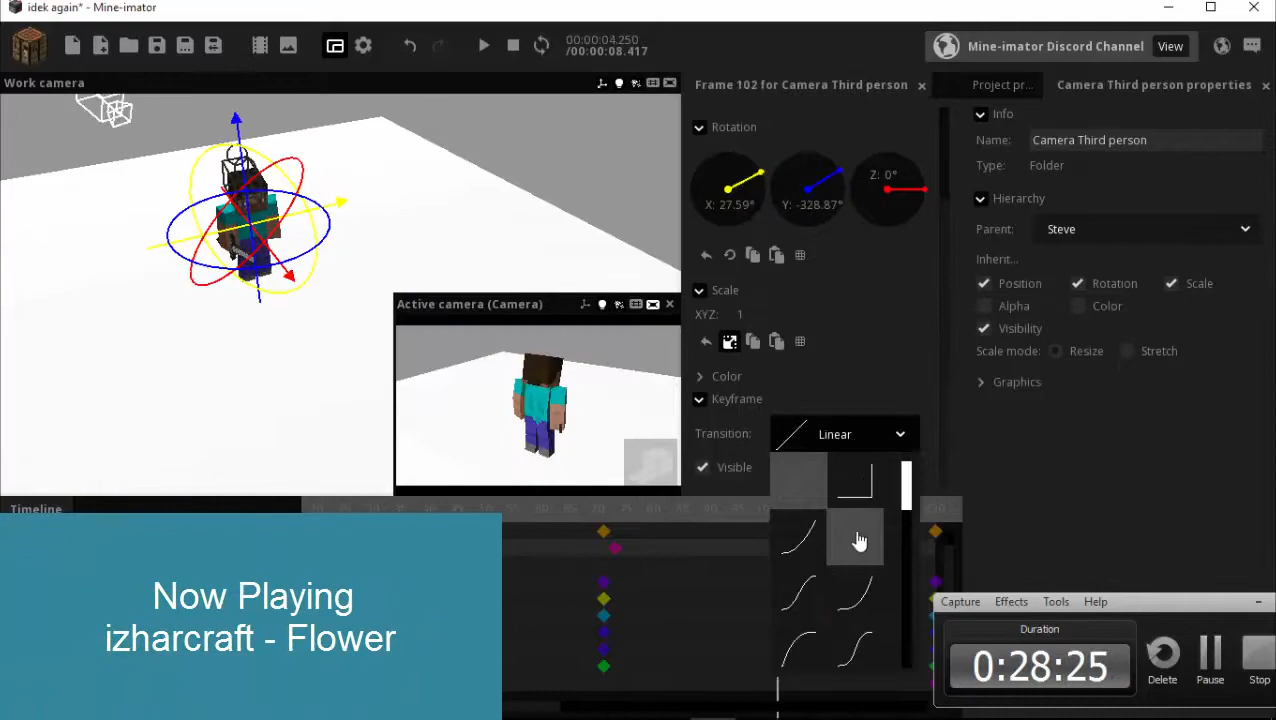 idek again* - Mine-imator
00:00:04.250
/00:00:08.417
Mine-imator Discord Channel
View
Work camera
Frame 102 for Camera Third person
Project pr...
Camera Third person properties
Rotation
X: 27.59°
Y: -328.87°
Z: 0°
Scale
XYZ: 1
Color
Keyframe
Transition:
Linear
Visible
Info
Name:
Camera Third person
Type:
Folder
Hierarchy
Parent:
Steve
Inherit...
Position
Rotation
Scale
Alpha
Color
Visibility
Scale mode:
Resize
Stretch
Graphics
Active camera (Camera)
Timeline
Now Playing
izharcraft - Flower
Capture
Effects
Tools
Help
Duration
0:28:25
Delete
Pause
Stop